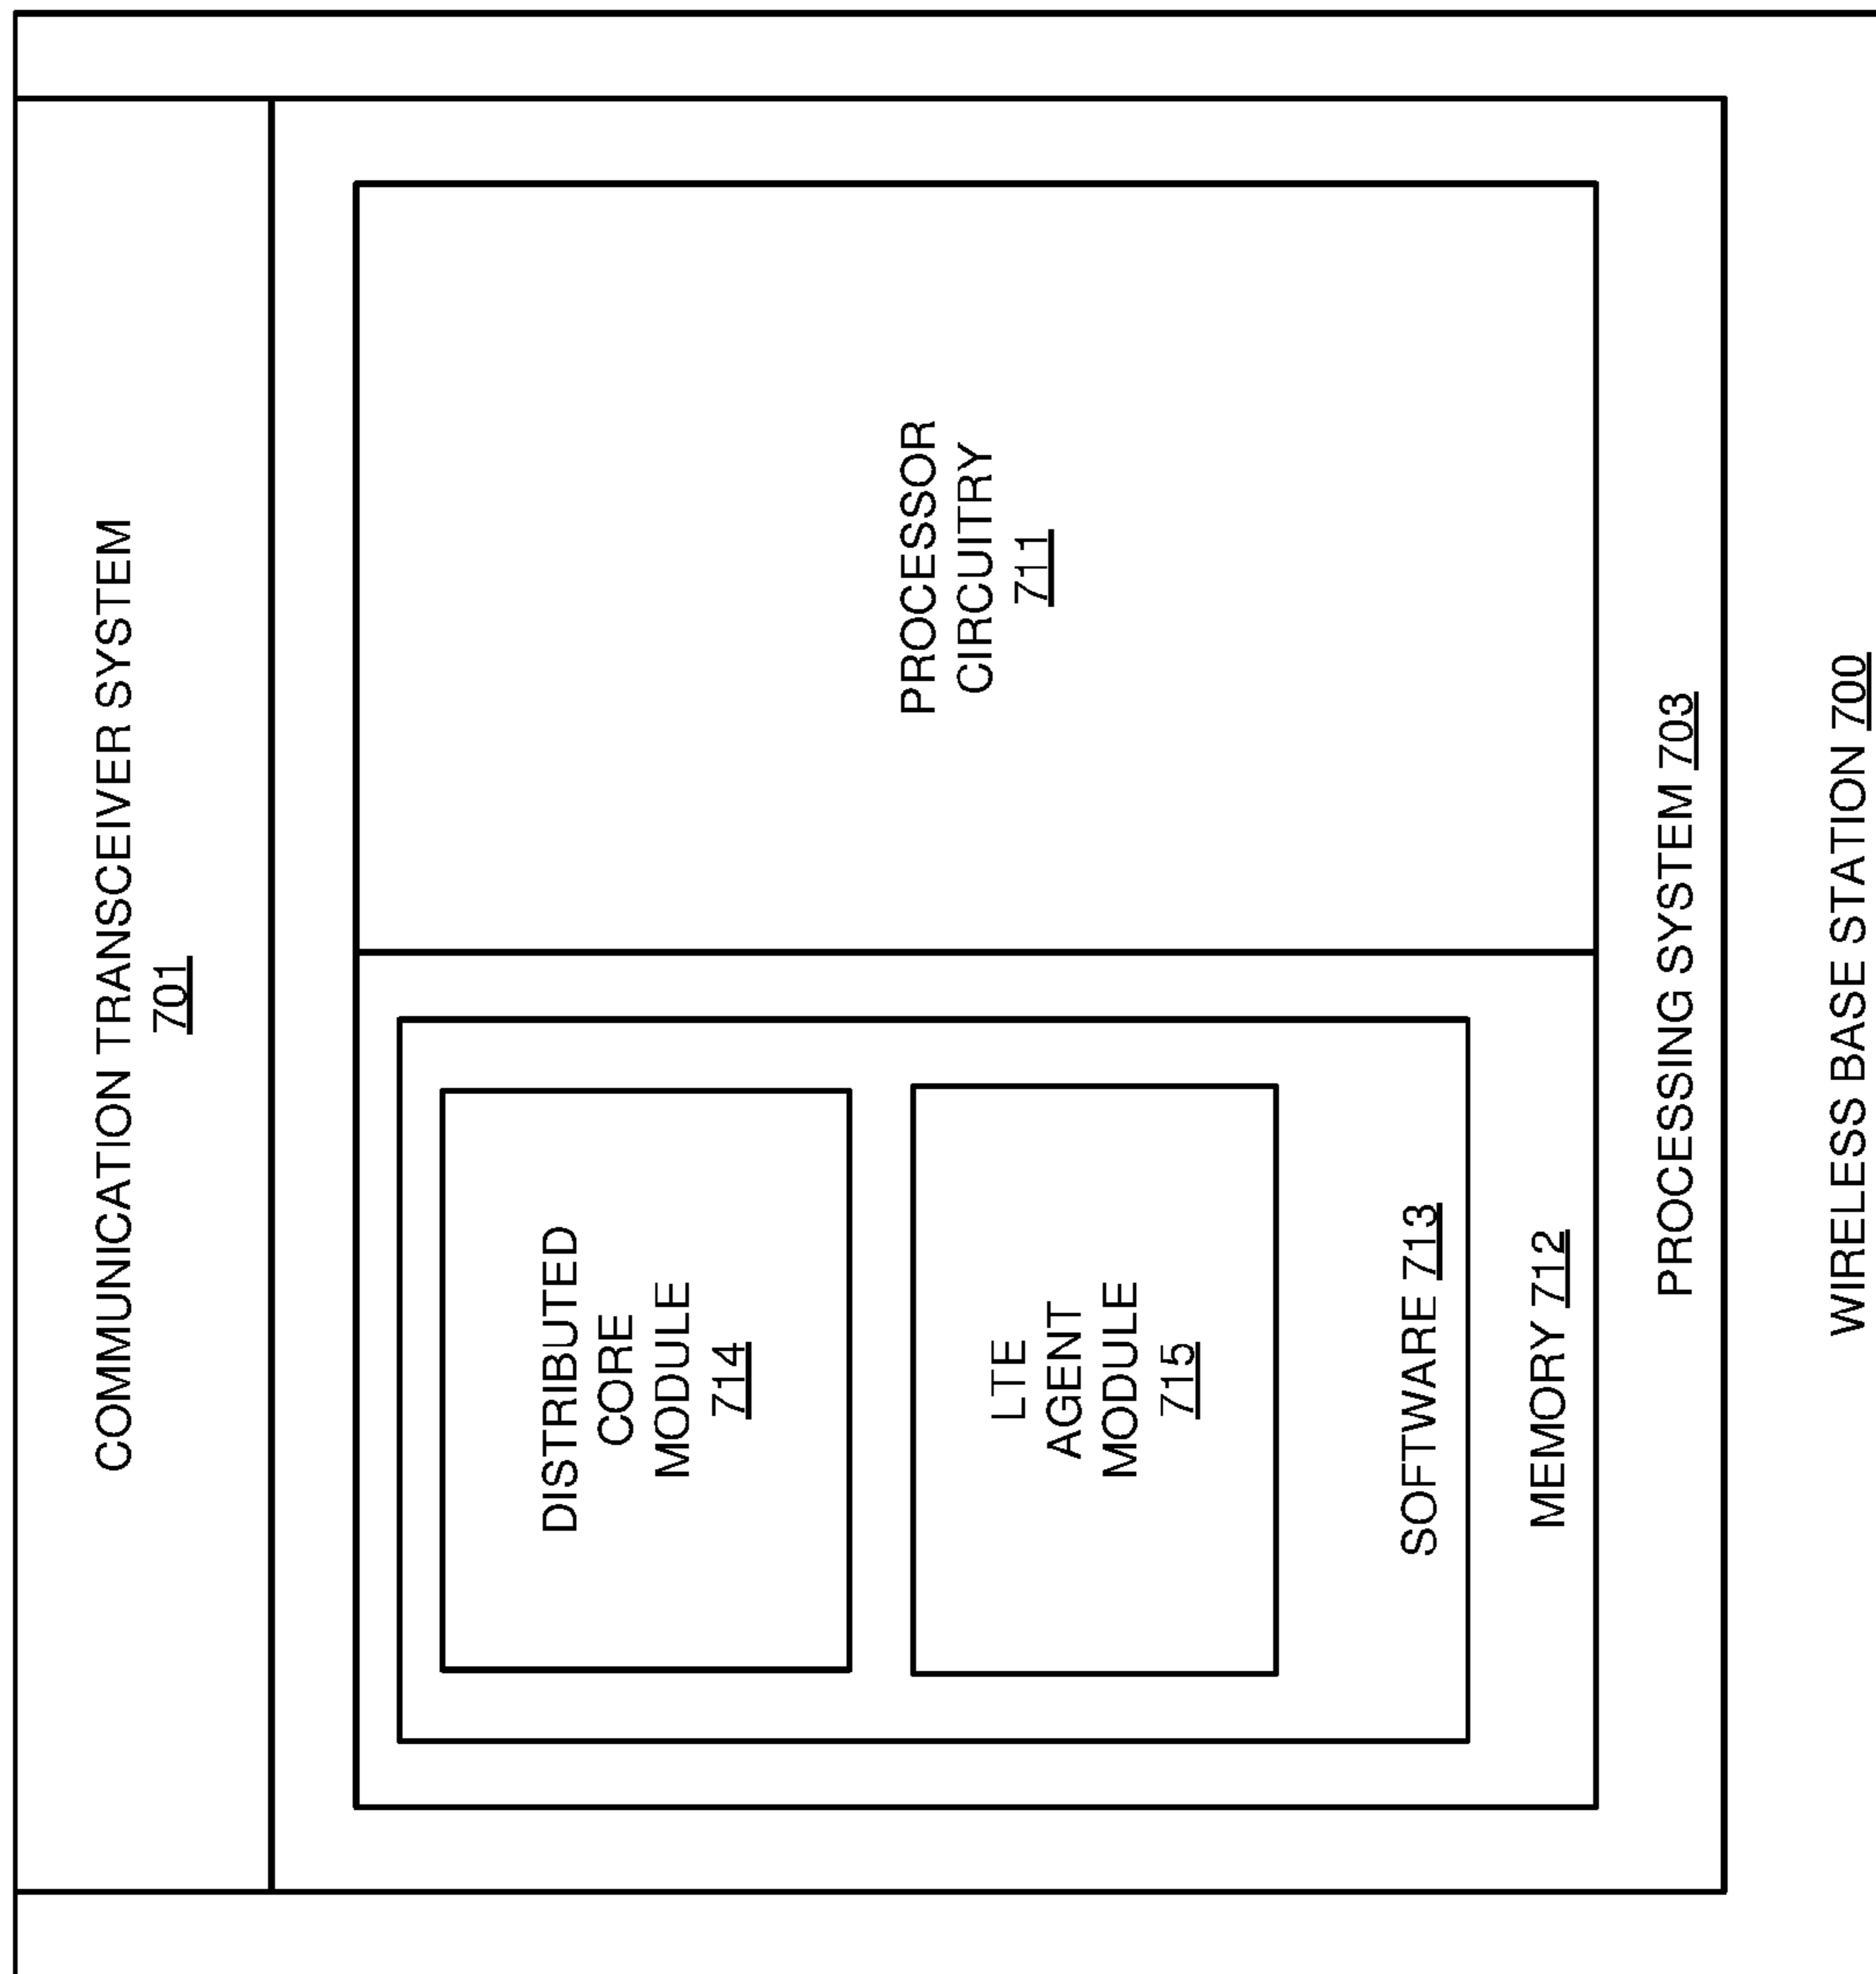 COMMUNICATION TRANSCEIVER SYSTEM
701
DISTRIBUTED
CORE
MODULE
714
LTE
AGENT
MODULE
715
SOFTWARE 713
MEMORY 712
PROCESSOR
CIRCUITRY
711
PROCESSING SYSTEM 703
WIRELESS BASE STATION 700